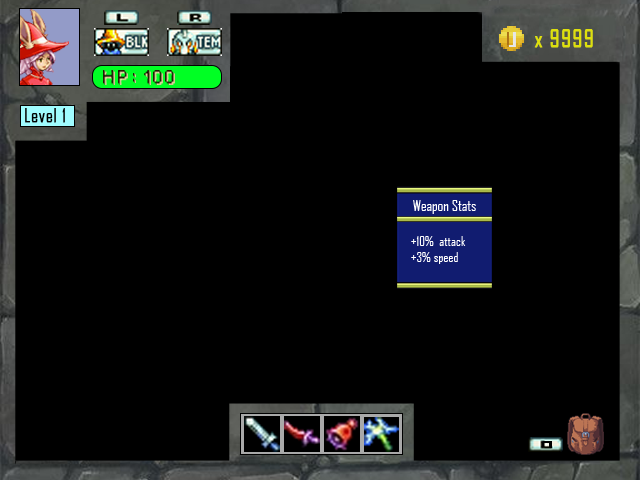 L R
BLK TEM
x 9999
HP: 100
Level 1
Weapon Stats
+10% attack
+3% speed